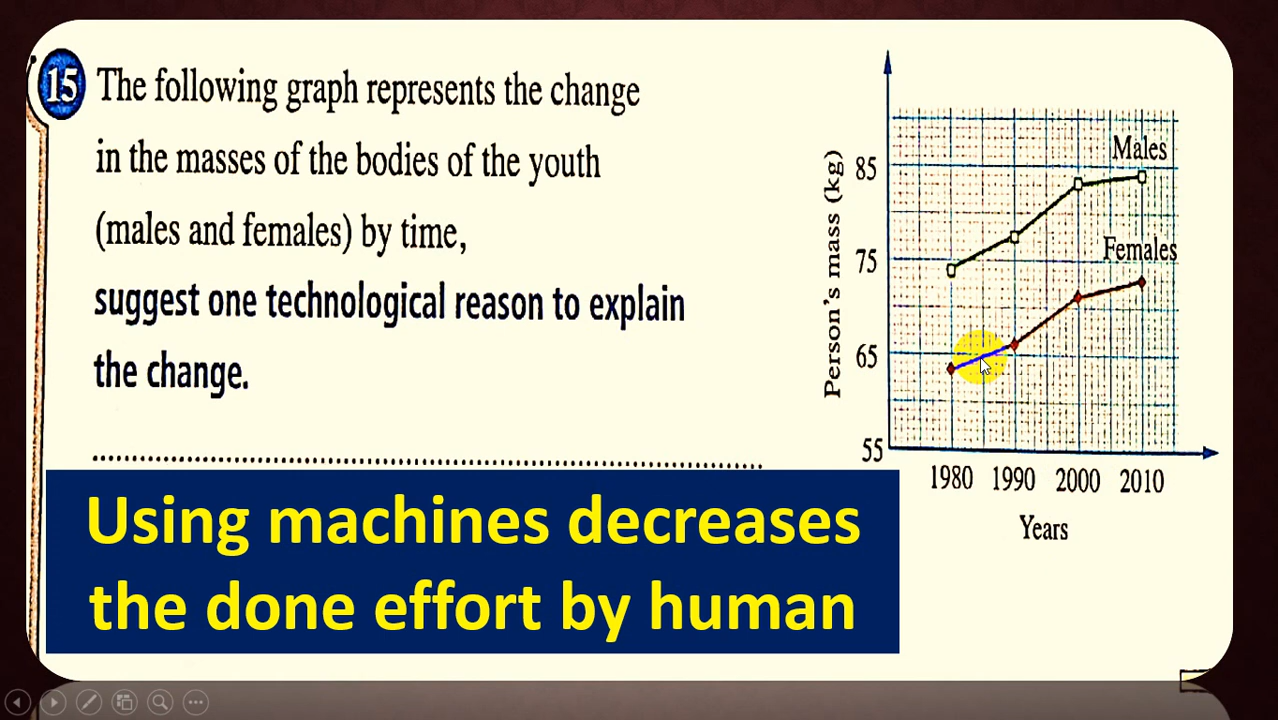 15 The following graph represents the change
in the masses of the bodies of the youth
(males and females) by time,
suggest one technological reason to explain
the change.
Using machines decreases
the done effort by human
Person's mass (kg)
85
75
65
55
Males
Females
1980 1990 2000 2010
Years